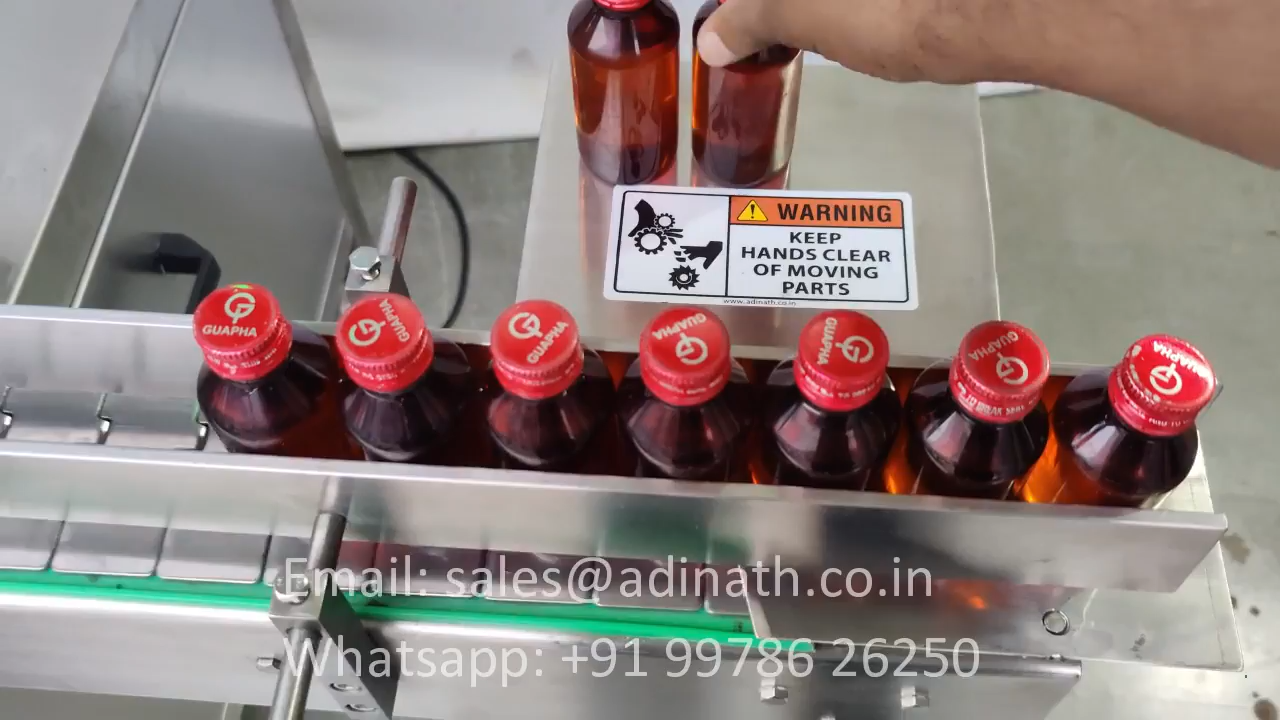 WARNING
KEEP
HANDS CLEAR
OF MOVING
PARTS
www.adinath.co.in
GUAPHA
GUAPHA
GUAPHA
GUAPHA
GUAPHA
GUAPHA
GUAPHA
Email: sales@adinath.co.in
Whatsapp: +91 99786 26250